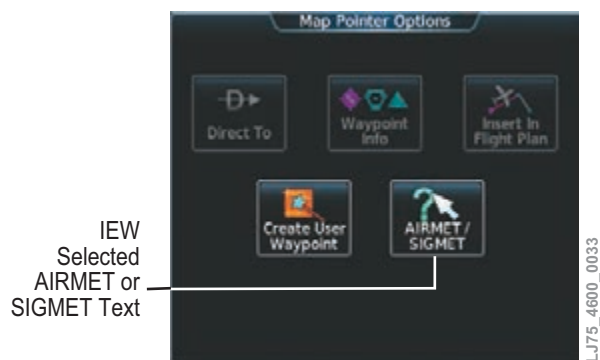 Map Pointer Options
Direct To
Waypoint
Info
Insert In
Flight Plan
Create User
Waypoint
AIRMET /
SIGMET
IEW
Selected
AIRMET or
SIGMET Text
LJ75_4600_0033